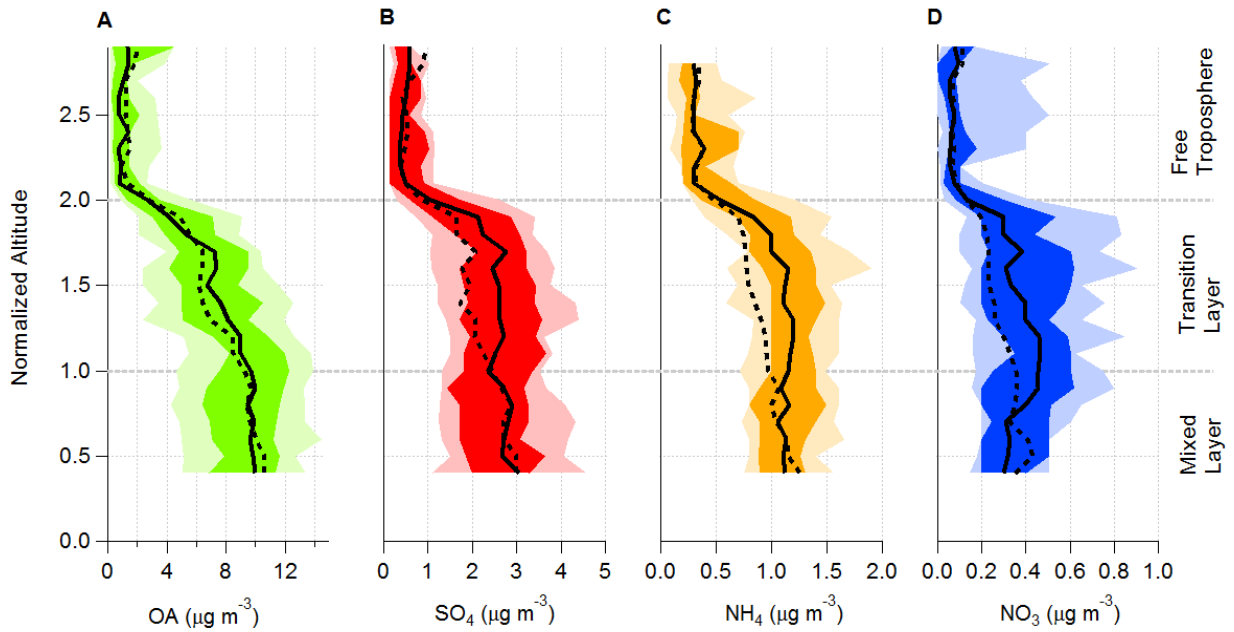 A B C D
2.5
2.0
1.5
1.0
0.5
0.0
Normalized Altitude
Free
Troposphere
Transition
Layer
Mixed
Layer
0 4 8 12
0 1 2 3 4 5
0.0 0.5 1.0 1.5 2.0
0.0 0.2 0.4 0.6 0.8 1.0
OA (µg m⁻³)
SO₄ (µg m⁻³)
NH₄ (µg m⁻³)
NO₃ (µg m⁻³)